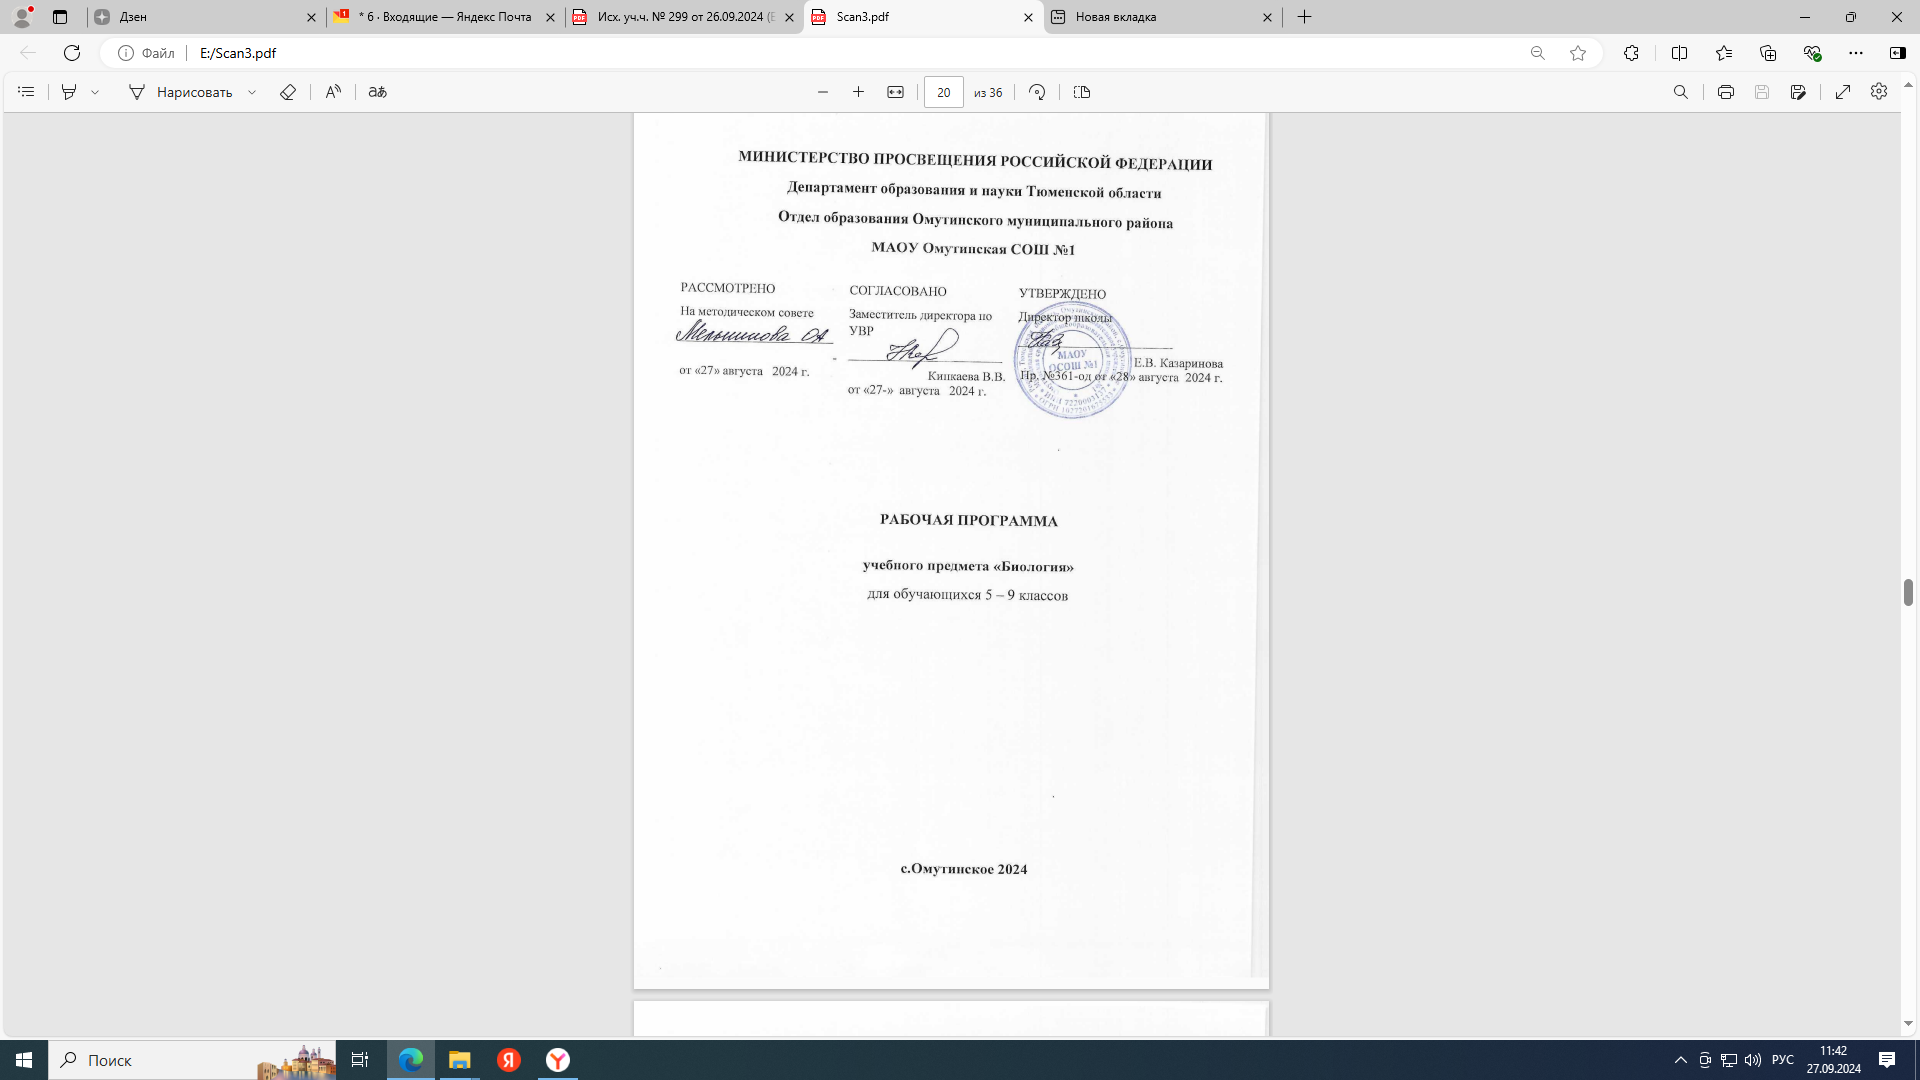 Дзен
* 6 · Входящие — Яндекс Почта
Исх. уч.ч. № 299 от 26.09.2024 (
Scan3.pdf
Новая вкладка
Файл
E:/Scan3.pdf
Нарисовать
аあ
20 из 36
МИНИСТЕРСТВО ПРОСВЕЩЕНИЯ РОССИЙСКОЙ ФЕДЕРАЦИИ
Департамент образования и науки Тюменской области
Отдел образования Омутинского муниципального района
МАОУ Омутинская СОШ №1
РАССМОТРЕНО
На методическом совете
Мельникова ОА
от «27» августа 2024 г.
СОГЛАСОВАНО
Заместитель директора по
УВР
Кипкаева В.В.
от «27-» августа 2024 г.
УТВЕРЖДЕНО
Директор школы
Е.В. Казаринова
Пр. №361-од от «28» августа 2024 г.
МАОУ
ОСОШ №1
РАБОЧАЯ ПРОГРАММА
учебного предмета «Биология»
для обучающихся 5 – 9 классов
с.Омутинское 2024
Поиск
РУС
11:42
27.09.2024